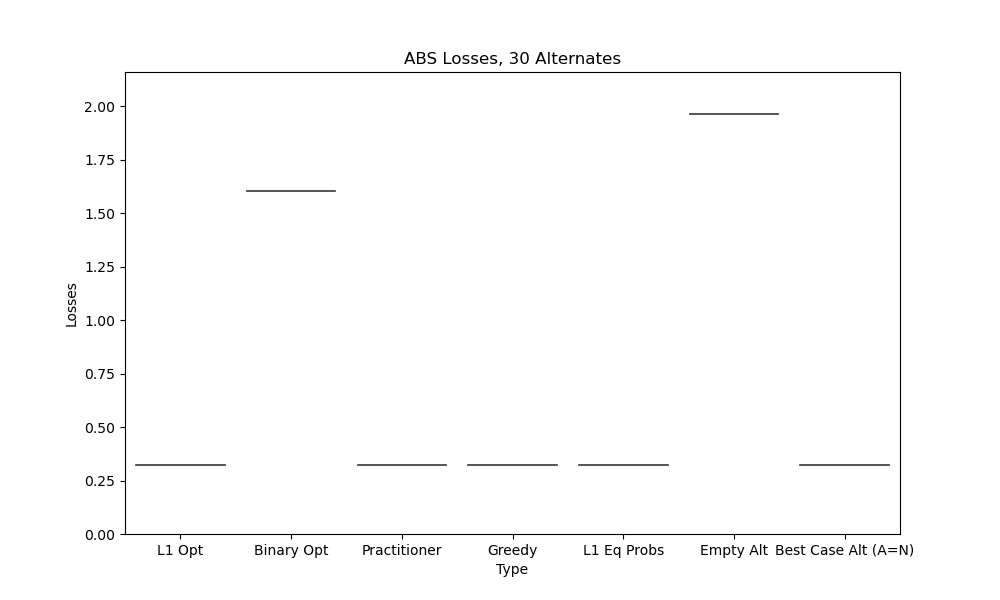 ABS Losses, 30 Alternates
2.00
1.75
1.50
1.25
1.00
0.75
0.50
0.25
0.00
Losses
L1 Opt Binary Opt Practitioner Greedy L1 Eq Probs Empty Alt Best Case Alt (A=N)
Type